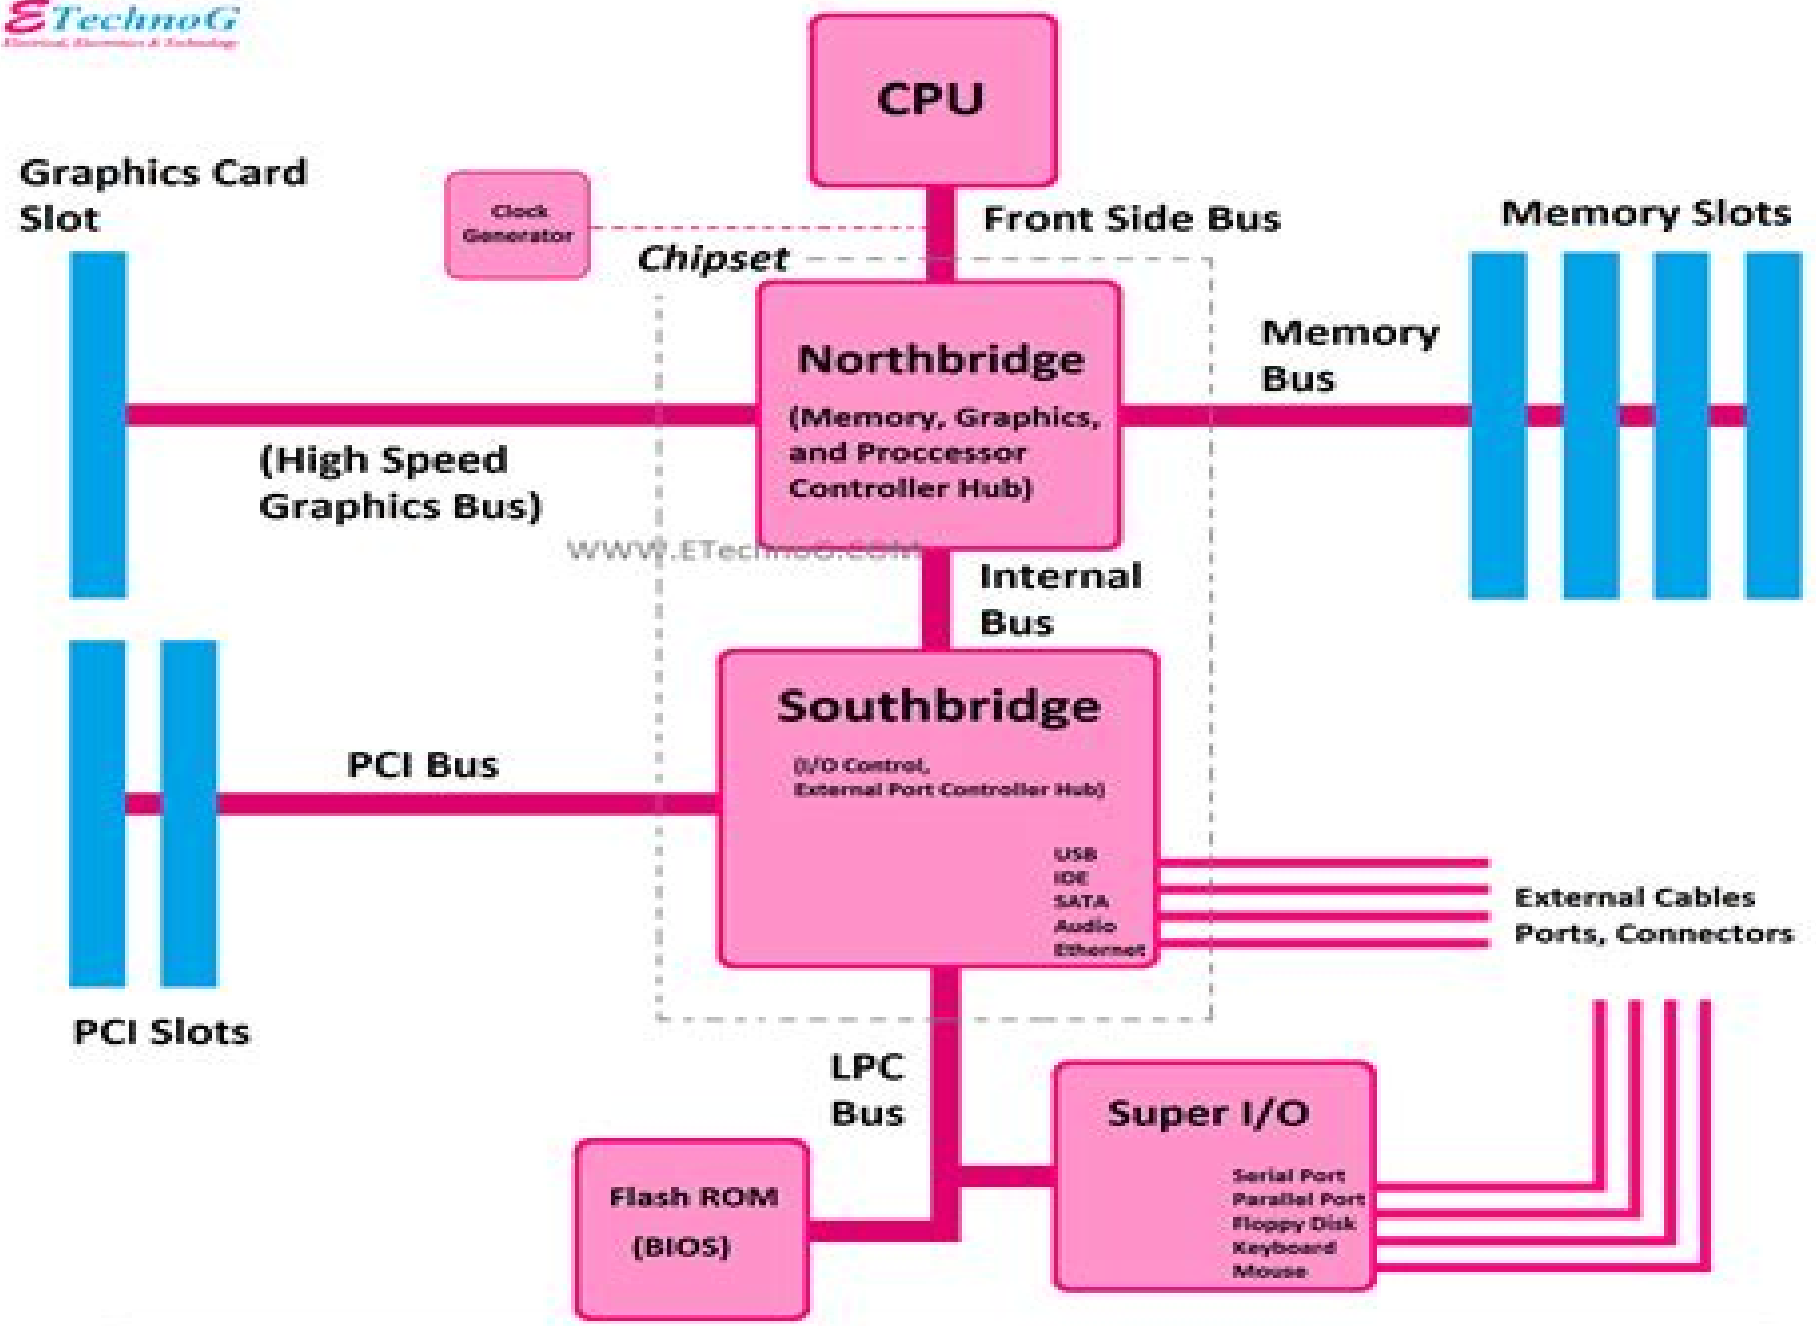 ETechnoG
Electrical, Electronics & Technology
CPU
Graphics Card
Slot
Clock
Generator
Front Side Bus
Memory Slots
Chipset
Northbridge
(Memory, Graphics,
and Proccessor
Controller Hub)
Memory
Bus
(High Speed
Graphics Bus)
WWW.ETechnoG.COM
Internal
Bus
Southbridge
(I/O Control,
External Port Controller Hub)
USB
IDE
SATA
Audio
Ethernet
PCI Bus
External Cables
Ports, Connectors
PCI Slots
LPC
Bus
Super I/O
Serial Port
Parallel Port
Floppy Disk
Keyboard
Mouse
Flash ROM
(BIOS)